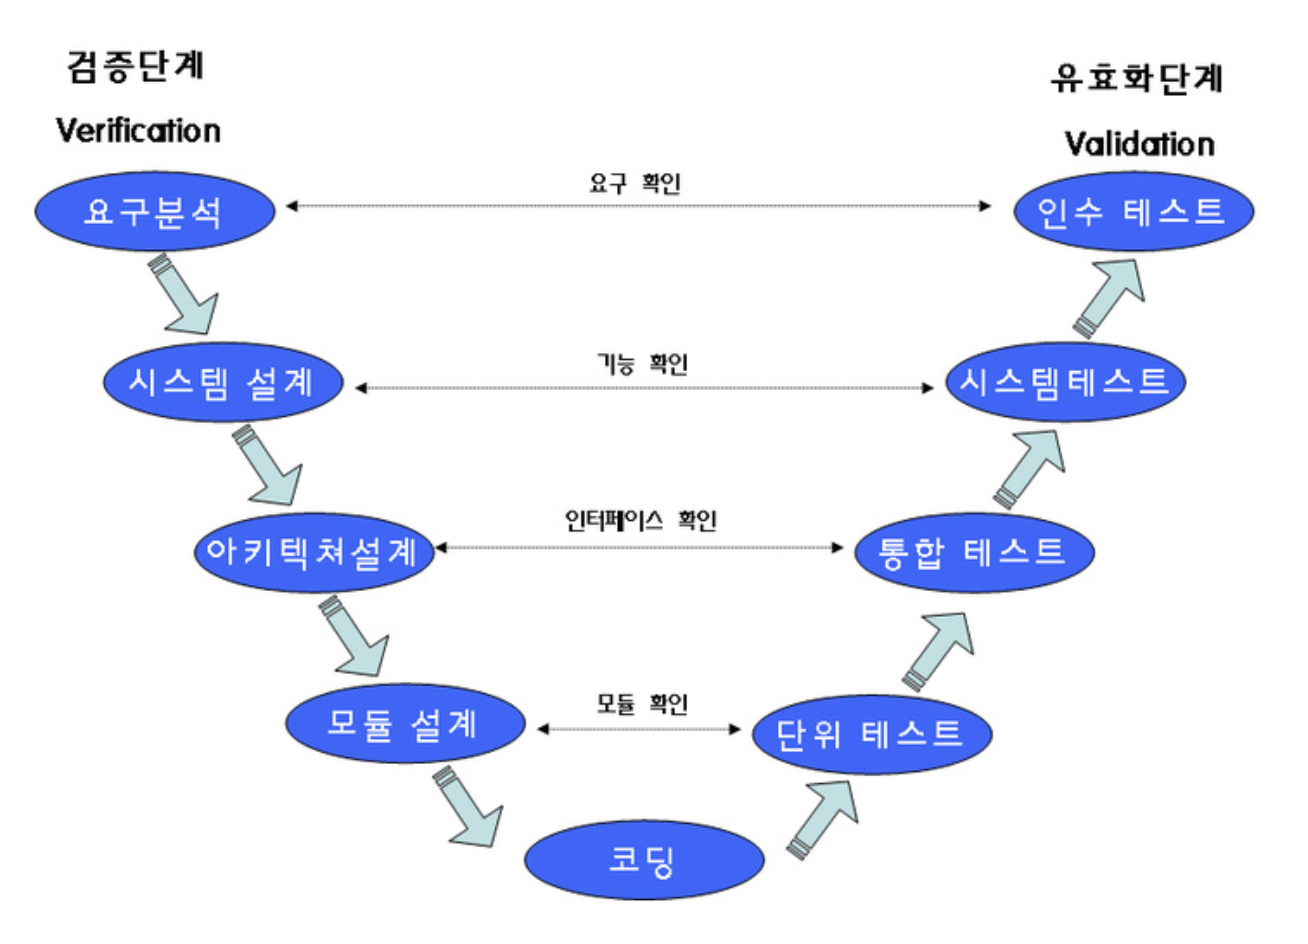 검증단계
Verification
유효화단계
Validation
요구분석
요구 확인
인수 테스트
시스템 설계
기능 확인
시스템테스트
아키텍쳐설계
인터페이스 확인
통합 테스트
모듈 설계
모듈 확인
단위 테스트
코딩